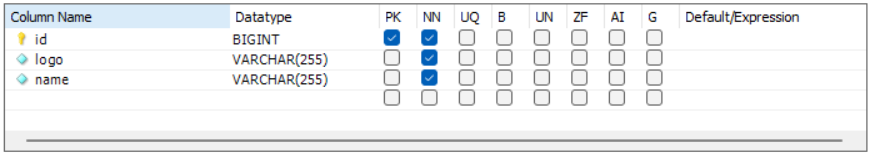 Column Name Datatype PK NN UQ B UN ZF AI G Default/Expression
id BIGINT
logo VARCHAR(255)
name VARCHAR(255)